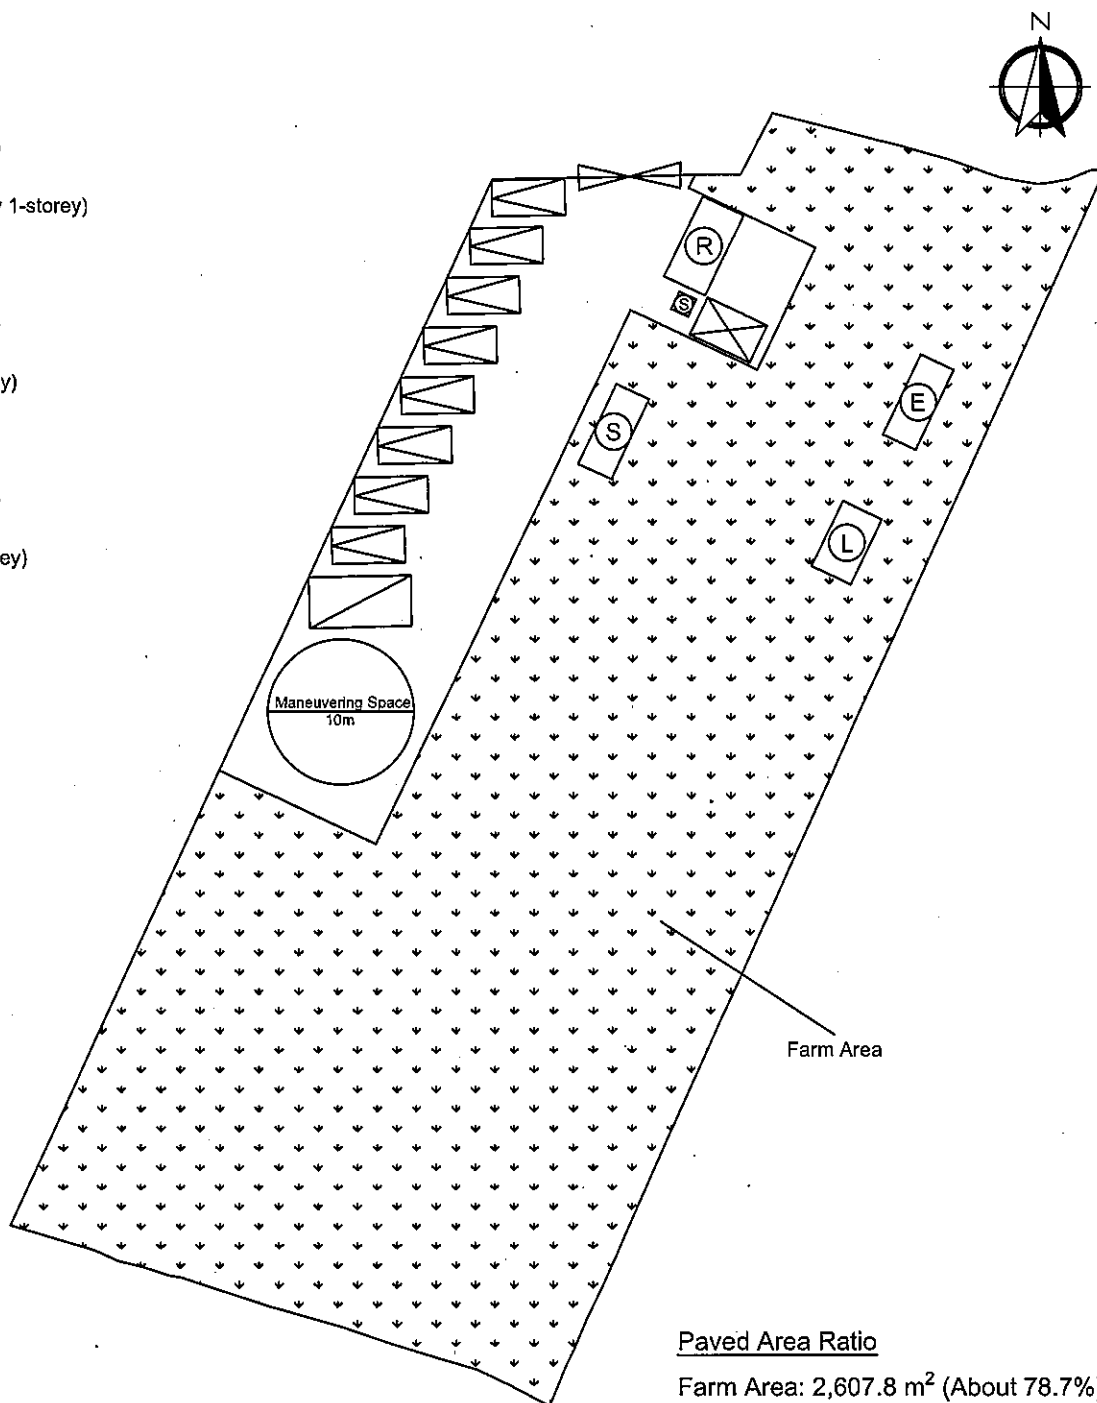 N
1-storey)
y)
ey)
R
S
E
S
L
Maneuvering Space
10m
Farm Area
Paved Area Ratio
Farm Area: 2,607.8 m² (About 78.7%)